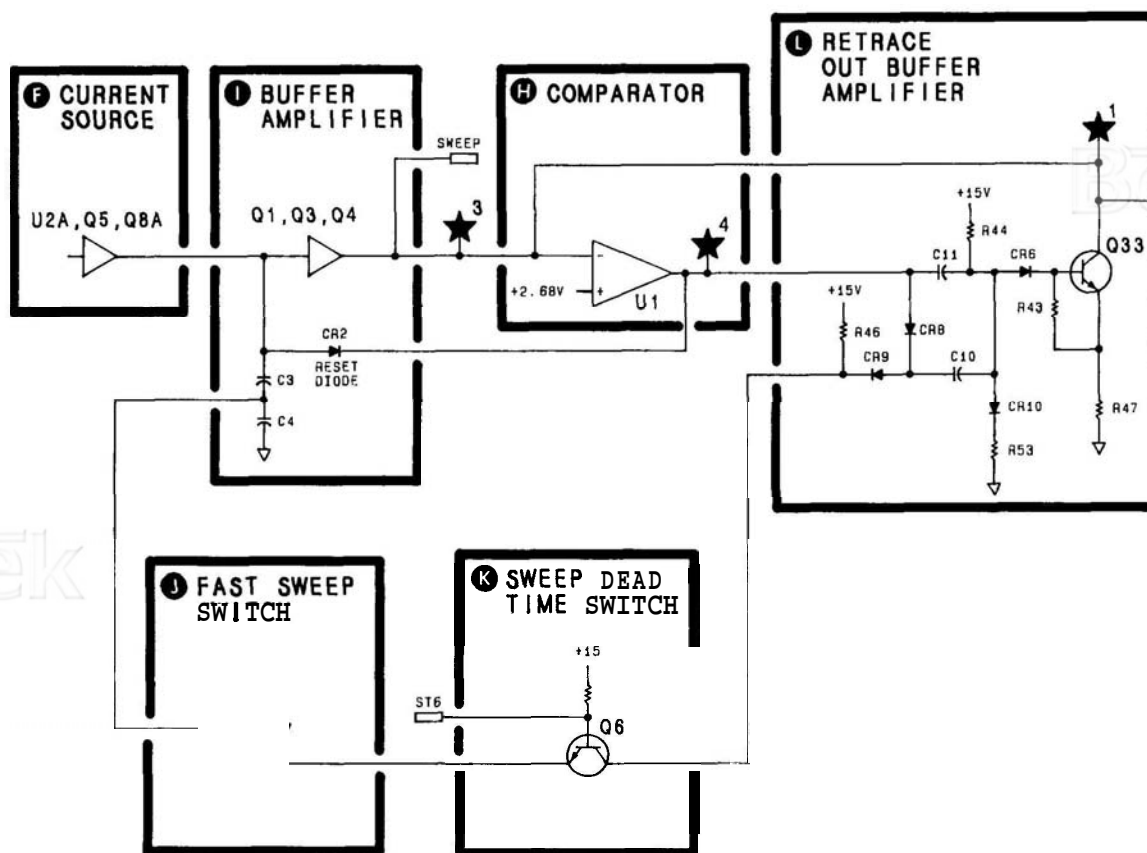 F CURRENT
SOURCE
U2A,Q5,Q8A
I BUFFER
AMPLIFIER
SWEEP
Q1,Q3,Q4
3
CR2
RESET
DIODE
C3
C4
H COMPARATOR
4
-
+2.68V
+
U1
L RETRACE
OUT BUFFER
AMPLIFIER
1
+15V
R44
Q33
C11
CR6
+15V
R43
R46
CR8
CR9
C10
CR10
R47
R53
J FAST SWEEP
SWITCH
K SWEEP DEAD
TIME SWITCH
+15
ST6
Q6